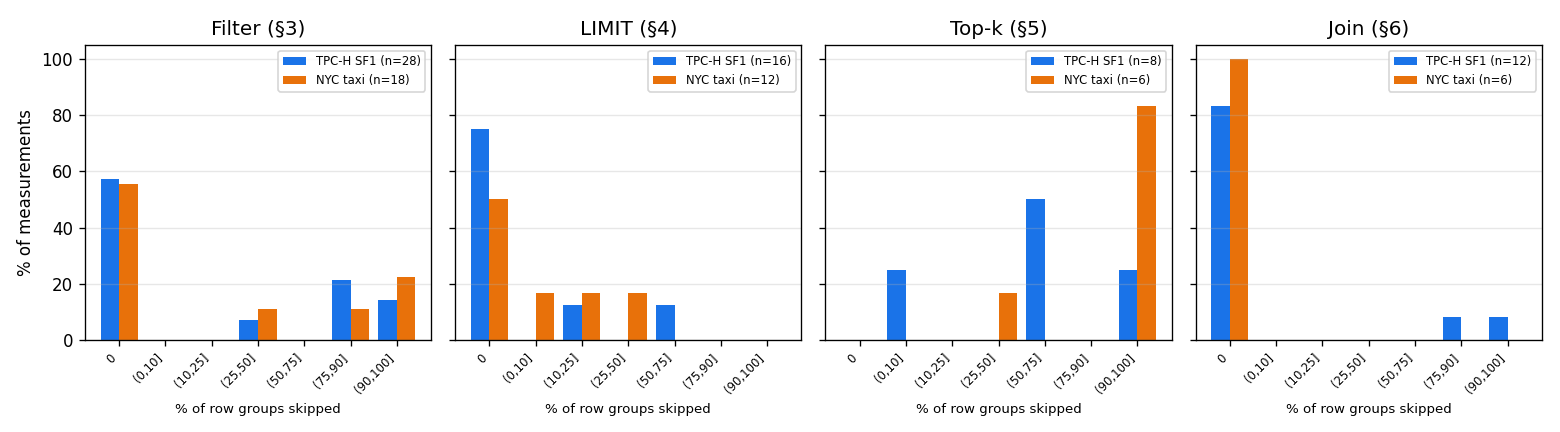 Filter (§3)
LIMIT (§4)
Top-k (§5)
Join (§6)
% of measurements
100
80
60
40
20
0
TPC-H SF1 (n=28)
NYC taxi (n=18)
TPC-H SF1 (n=16)
NYC taxi (n=12)
TPC-H SF1 (n=8)
NYC taxi (n=6)
TPC-H SF1 (n=12)
NYC taxi (n=6)
0 (0,10] (10,25] (25,50] (50,75] (75,90] (90,100]
0 (0,10] (10,25] (25,50] (50,75] (75,90] (90,100]
0 (0,10] (10,25] (25,50] (50,75] (75,90] (90,100]
0 (0,10] (10,25] (25,50] (50,75] (75,90] (90,100]
% of row groups skipped
% of row groups skipped
% of row groups skipped
% of row groups skipped